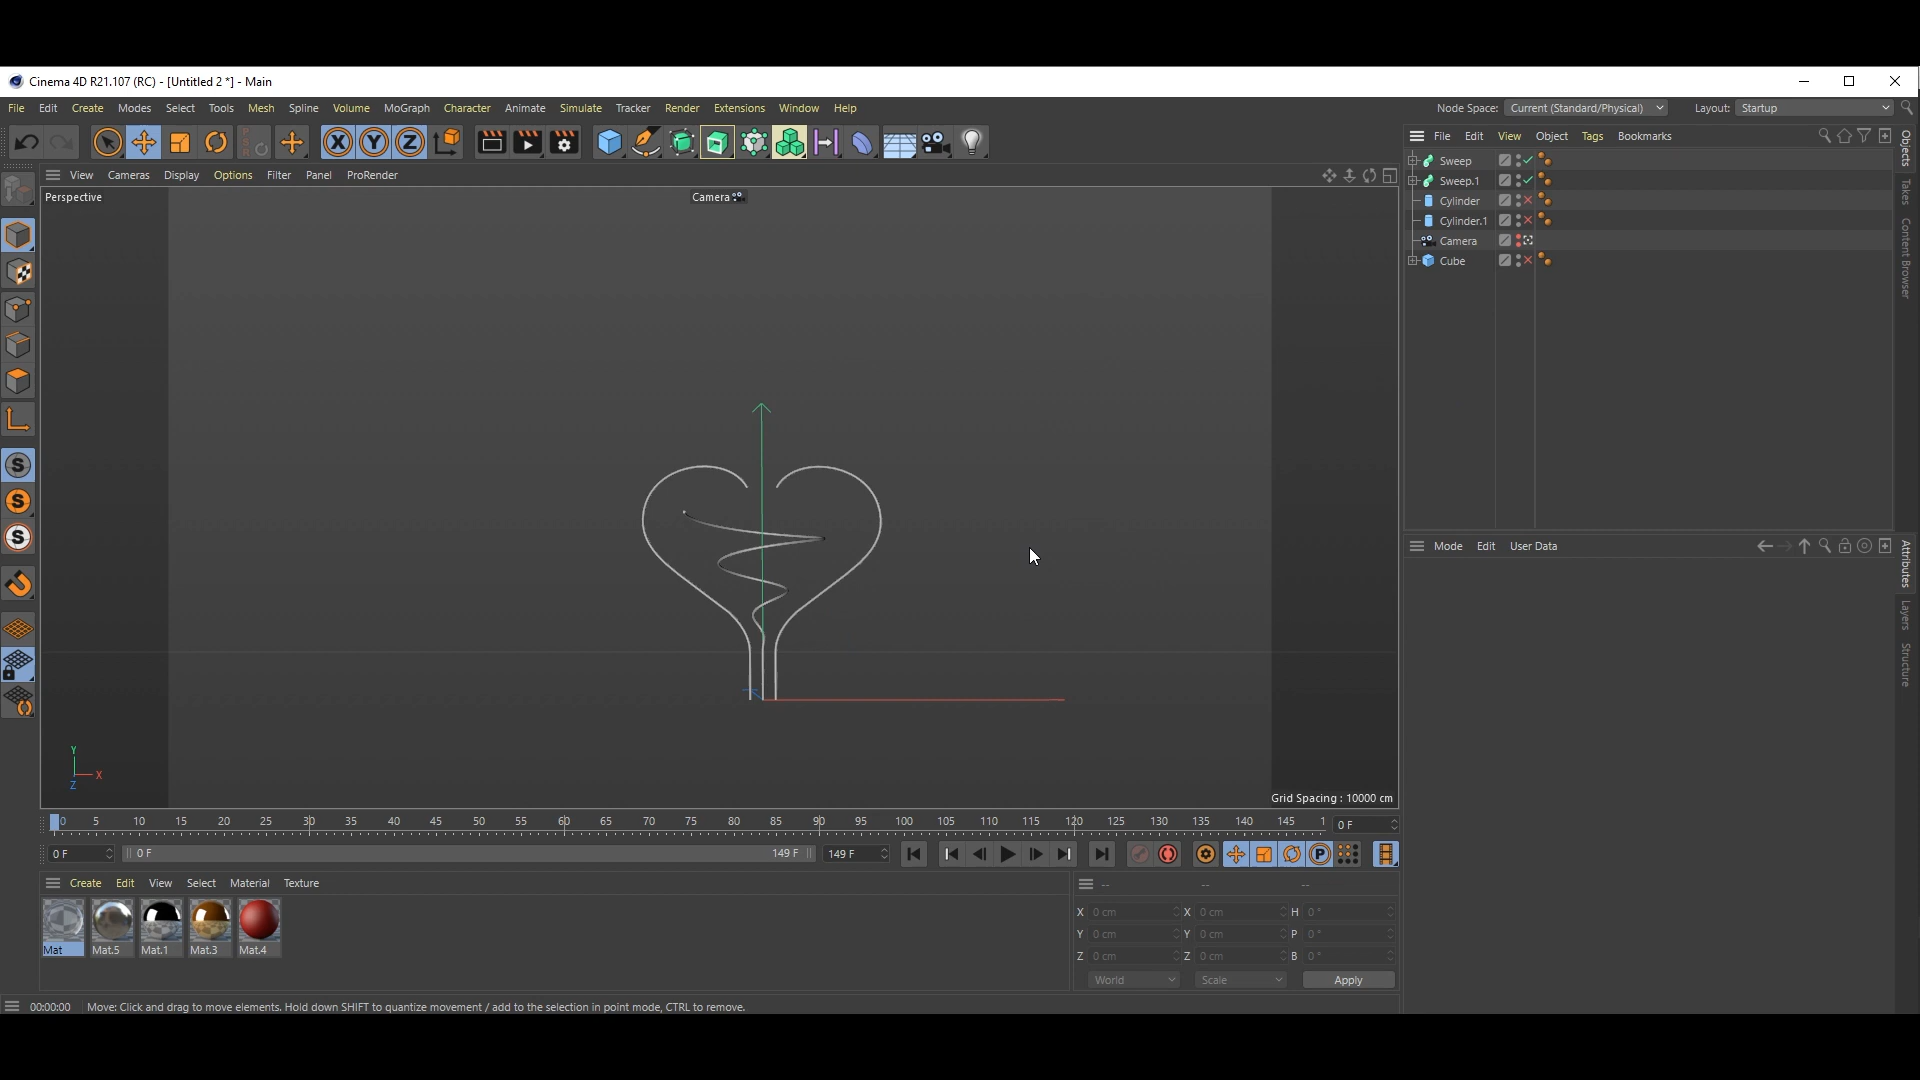 Cinema 4D R21.107 (RC) - [Untitled 2 *] - Main
File Edit Create Modes Select Tools Mesh Spline Volume MoGraph Character Animate Simulate Tracker Render Extensions Window Help
Node Space: Current (Standard/Physical) Layout: Startup
X Y Z
File Edit View Object Tags Bookmarks
View Cameras Display Options Filter Panel ProRender
Perspective
Camera
Sweep
Sweep.1
Cylinder
Cylinder.1
Camera
Cube
Objects
Takes
Content Browser
S
S
S
Mode Edit User Data
Attributes
Layers
Structure
Y
X
Z
Grid Spacing : 10000 cm
0 5 10 15 20 25 30 35 40 45 50 55 60 65 70 75 80 85 90 95 100 105 110 115 120 125 130 135 140 145 1 0 F
0 F 0 F 149 F 149 F
P
Create Edit View Select Material Texture
-- -- --
X 0 cm X 0 cm H 0 °
Y 0 cm Y 0 cm P 0 °
Z 0 cm Z 0 cm B 0 °
World Scale Apply
Mat Mat.5 Mat.1 Mat.3 Mat.4
00:00:00 Move: Click and drag to move elements. Hold down SHIFT to quantize movement / add to the selection in point mode, CTRL to remove.